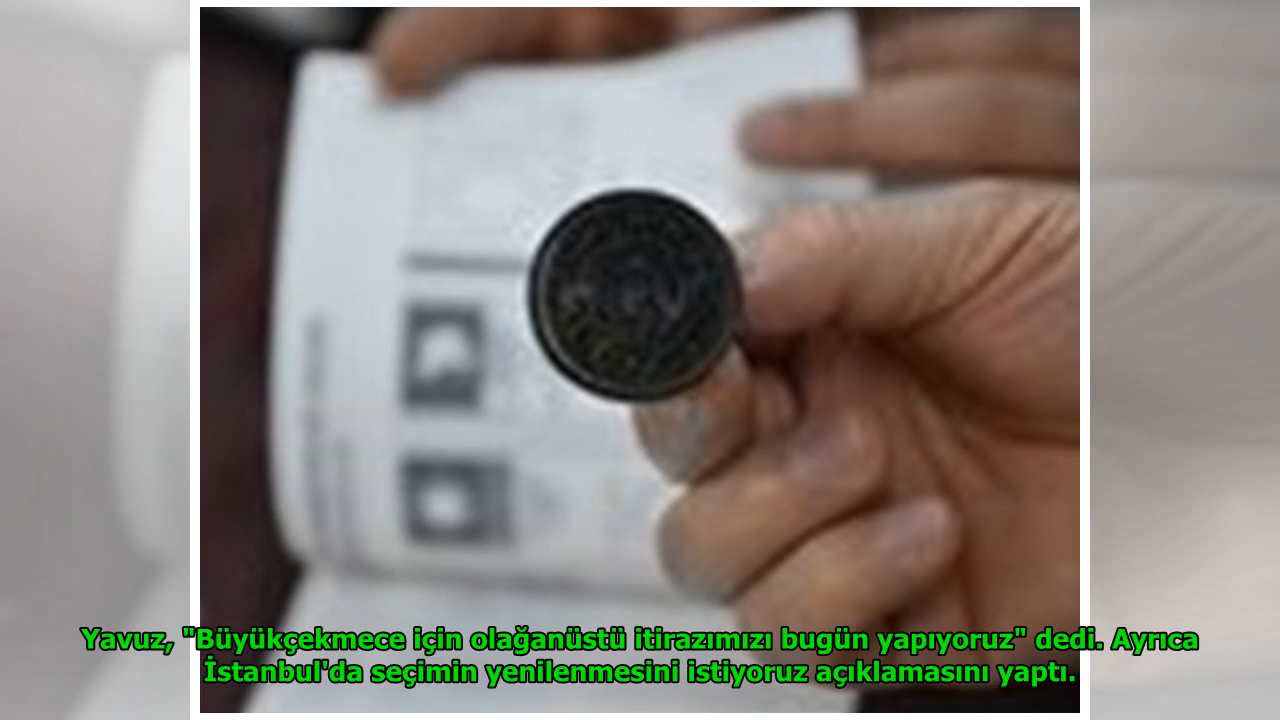 Yavuz, "Büyükçekmece için olağanüstü itirazımızı bugün yapıyoruz" dedi. Ayrıca
İstanbul'da seçimin yenilenmesini istiyoruz açıklamasını yaptı.